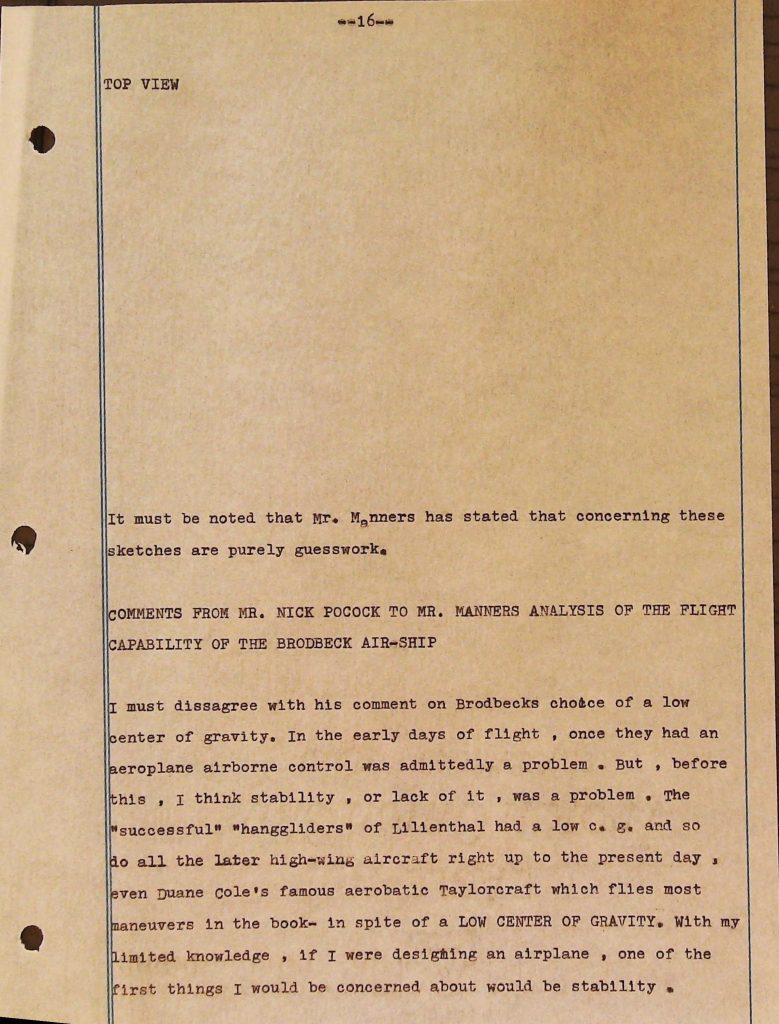 --16--
TOP VIEW
It must be noted that Mr. Manners has stated that concerning these
sketches are purely guesswork.
COMMENTS FROM MR. NICK POCOCK TO MR. MANNERS ANALYSIS OF THE FLIGHT
CAPABILITY OF THE BRODBECK AIR-SHIP
I must dissagree with his comment on Brodbecks choice of a low
center of gravity. In the early days of flight , once they had an
aeroplane airborne control was admittedly a problem . But , before
this , I think stability , or lack of it , was a problem . The
"successful" "hanggliders" of Lilienthal had a low c. g. and so
do all the later high-wing aircraft right up to the present day ,
even Duane Cole's famous aerobatic Taylorcraft which flies most
maneuvers in the book- in spite of a LOW CENTER OF GRAVITY. With my
limited knowledge , if I were designing an airplane , one of the
first things I would be concerned about would be stability .